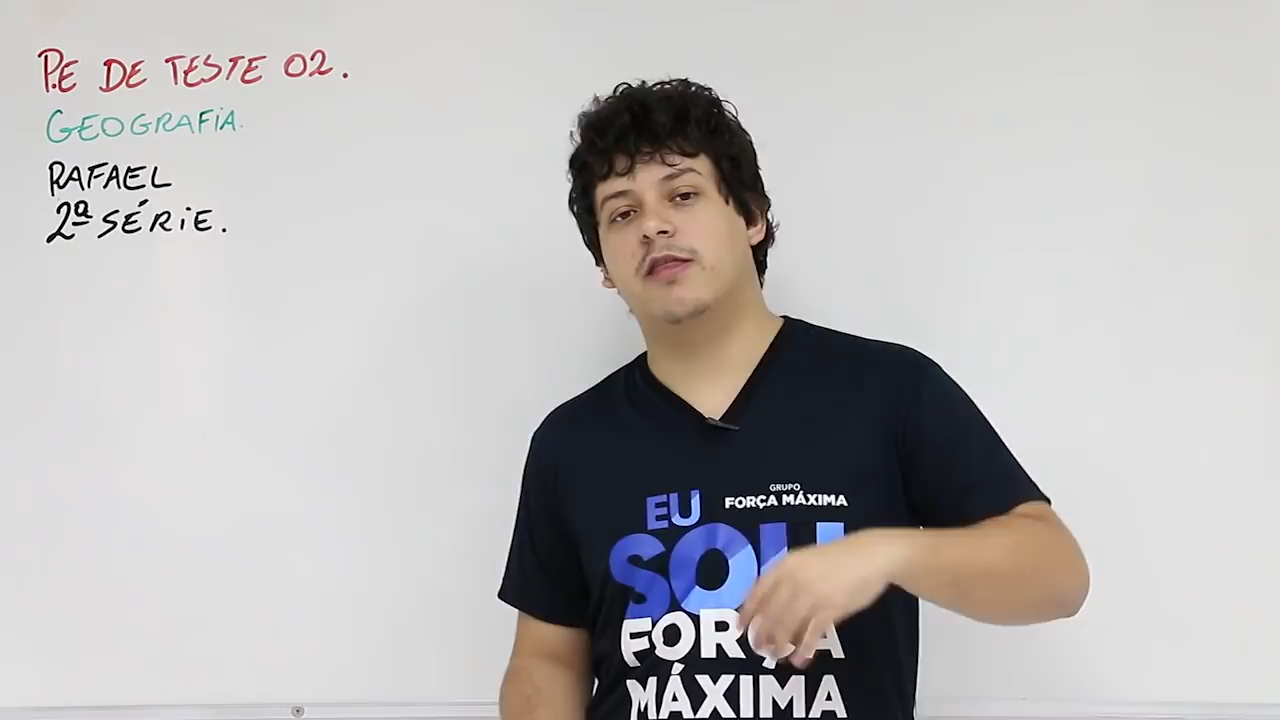 P.E DE TESTE 02.
GEOGRAFIA.
RAFAEL
2ª SÉRIE.
GRUPO
FORÇA MÁXIMA
EU
SOU
FORÇA
MÁXIMA